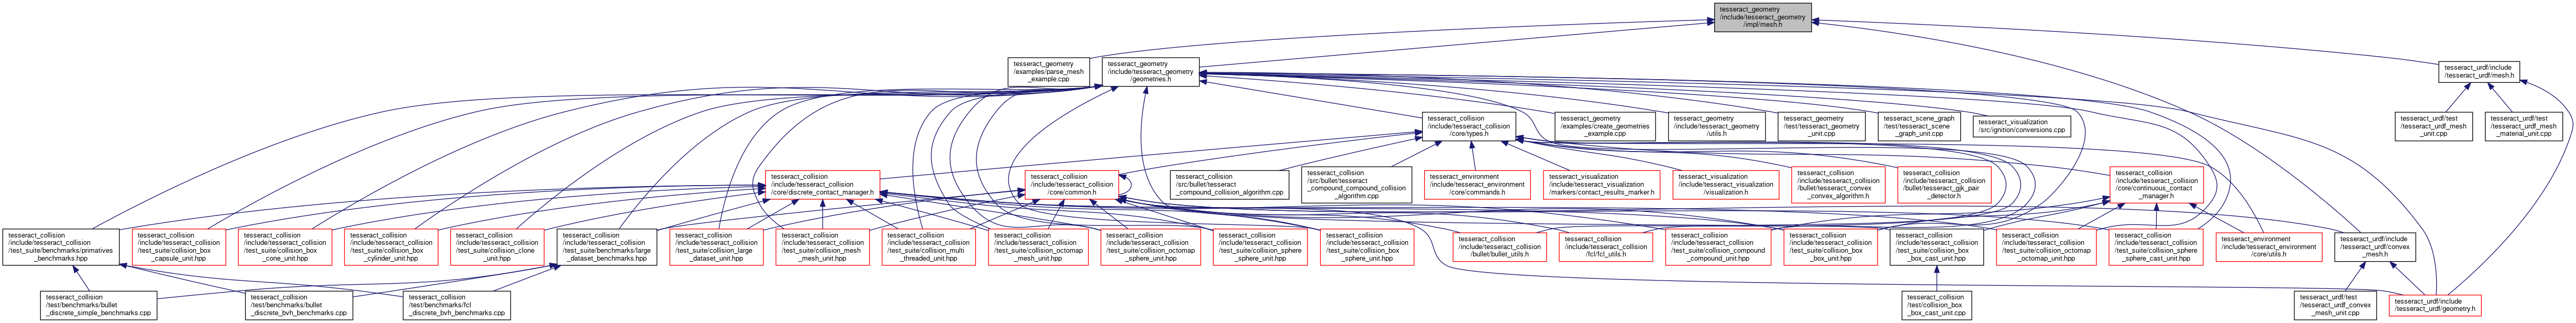 tesseract_geometry
/include/tesseract_geometry
/impl/mesh.h
tesseract_geometry
/examples/parse_mesh
_example.cpp
tesseract_geometry
/include/tesseract_geometry
/geometries.h
tesseract_urdf/include
/tesseract_urdf/mesh.h
tesseract_collision
/include/tesseract_collision
/core/types.h
tesseract_geometry
/examples/create_geometries
_example.cpp
tesseract_geometry
/include/tesseract_geometry
/utils.h
tesseract_geometry
/test/tesseract_geometry
_unit.cpp
tesseract_scene_graph
/test/tesseract_scene
_graph_unit.cpp
tesseract_visualization
/src/ignition/conversions.cpp
tesseract_urdf/test
/tesseract_urdf_mesh
_unit.cpp
tesseract_urdf/test
/tesseract_urdf_mesh
_material_unit.cpp
tesseract_collision
/include/tesseract_collision
/core/discrete_contact_manager.h
tesseract_collision
/include/tesseract_collision
/core/common.h
tesseract_collision
/src/bullet/tesseract
_compound_collision_algorithm.cpp
tesseract_collision
/src/bullet/tesseract
_compound_compound_collision
_algorithm.cpp
tesseract_environment
/include/tesseract_environment
/core/commands.h
tesseract_visualization
/include/tesseract_visualization
/markers/contact_results_marker.h
tesseract_visualization
/include/tesseract_visualization
/visualization.h
tesseract_collision
/include/tesseract_collision
/bullet/tesseract_convex
_convex_algorithm.h
tesseract_collision
/include/tesseract_collision
/bullet/tesseract_gjk_pair
_detector.h
tesseract_collision
/include/tesseract_collision
/core/continuous_contact
_manager.h
tesseract_collision
/include/tesseract_collision
/test_suite/benchmarks/primatives
_benchmarks.hpp
tesseract_collision
/include/tesseract_collision
/test_suite/collision_box
_capsule_unit.hpp
tesseract_collision
/include/tesseract_collision
/test_suite/collision_box
_cone_unit.hpp
tesseract_collision
/include/tesseract_collision
/test_suite/collision_box
_cylinder_unit.hpp
tesseract_collision
/include/tesseract_collision
/test_suite/collision_clone
_unit.hpp
tesseract_collision
/include/tesseract_collision
/test_suite/benchmarks/large
_dataset_benchmarks.hpp
tesseract_collision
/include/tesseract_collision
/test_suite/collision_large
_dataset_unit.hpp
tesseract_collision
/include/tesseract_collision
/test_suite/collision_mesh
_mesh_unit.hpp
tesseract_collision
/include/tesseract_collision
/test_suite/collision_multi
_threaded_unit.hpp
tesseract_collision
/include/tesseract_collision
/test_suite/collision_octomap
_mesh_unit.hpp
tesseract_collision
/include/tesseract_collision
/test_suite/collision_octomap
_sphere_unit.hpp
tesseract_collision
/include/tesseract_collision
/test_suite/collision_sphere
_sphere_unit.hpp
tesseract_collision
/include/tesseract_collision
/test_suite/collision_box
_sphere_unit.hpp
tesseract_collision
/include/tesseract_collision
/bullet/bullet_utils.h
tesseract_collision
/include/tesseract_collision
/fcl/fcl_utils.h
tesseract_collision
/include/tesseract_collision
/test_suite/collision_compound
_compound_unit.hpp
tesseract_collision
/include/tesseract_collision
/test_suite/collision_box
_box_unit.hpp
tesseract_collision
/include/tesseract_collision
/test_suite/collision_box
_box_cast_unit.hpp
tesseract_collision
/include/tesseract_collision
/test_suite/collision_octomap
_octomap_unit.hpp
tesseract_collision
/include/tesseract_collision
/test_suite/collision_sphere
_sphere_cast_unit.hpp
tesseract_environment
/include/tesseract_environment
/core/utils.h
tesseract_urdf/include
/tesseract_urdf/convex
_mesh.h
tesseract_collision
/test/benchmarks/bullet
_discrete_simple_benchmarks.cpp
tesseract_collision
/test/benchmarks/bullet
_discrete_bvh_benchmarks.cpp
tesseract_collision
/test/benchmarks/fcl
_discrete_bvh_benchmarks.cpp
tesseract_collision
/test/collision_box
_box_cast_unit.cpp
tesseract_urdf/test
/tesseract_urdf_convex
_mesh_unit.cpp
tesseract_urdf/include
/tesseract_urdf/geometry.h